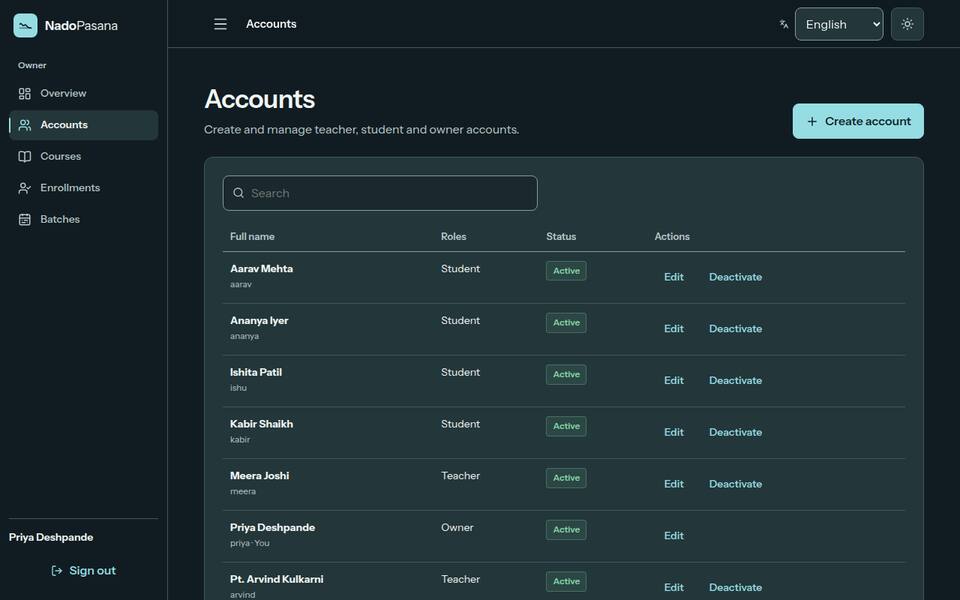 NadoPasana
Owner
Overview
Accounts
Courses
Enrollments
Batches
Priya Deshpande
Sign out
Accounts
English
Accounts
Create and manage teacher, student and owner accounts.
Create account
Search
Full name Roles Status Actions
Aarav Mehta Student Active Edit Deactivate
aarav
Ananya Iyer Student Active Edit Deactivate
ananya
Ishita Patil Student Active Edit Deactivate
ishu
Kabir Shaikh Student Active Edit Deactivate
kabir
Meera Joshi Teacher Active Edit Deactivate
meera
Priya Deshpande Owner Active Edit
priya · You
Pt. Arvind Kulkarni Teacher Active Edit Deactivate
arvind